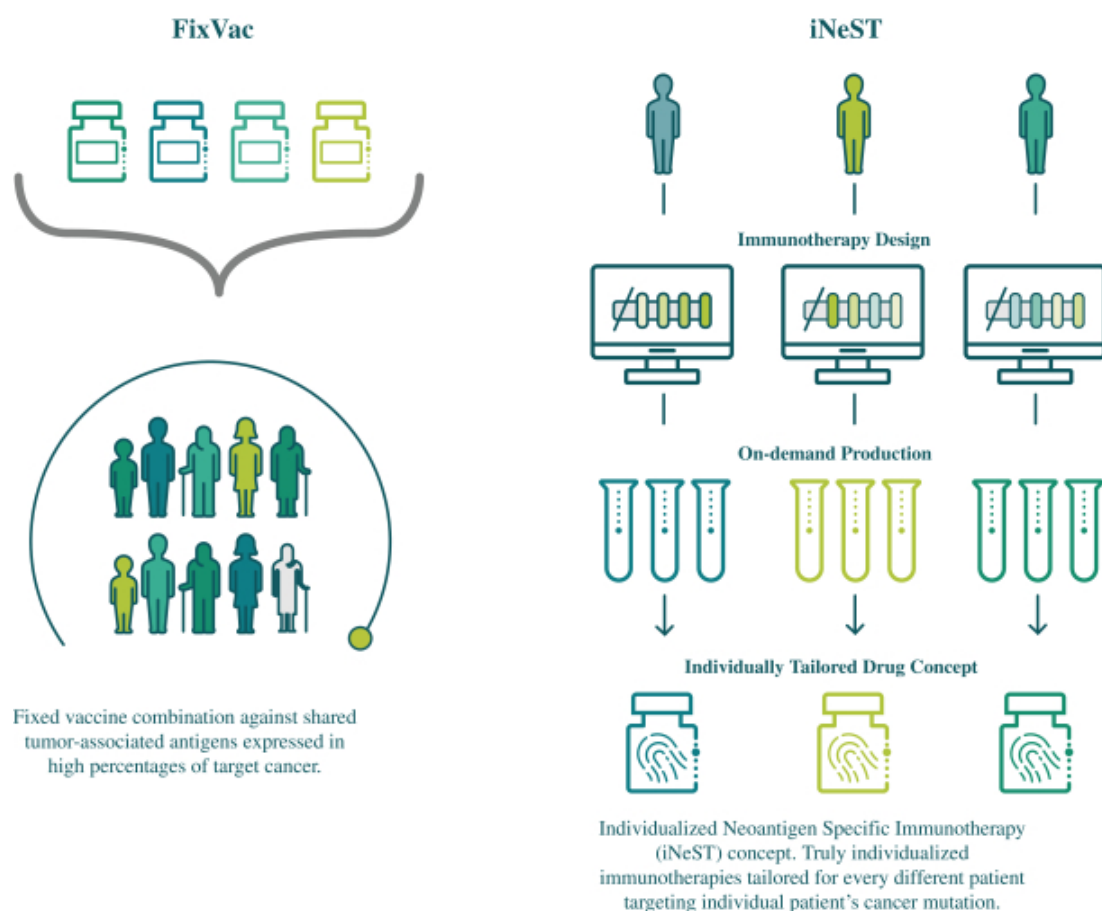 FixVac
Fixed vaccine combination against shared
tumor-associated antigens expressed in
high percentages of target cancer.
iNeST
Immunotherapy Design
On-demand Production
Individually Tailored Drug Concept
Individualized Neoantigen Specific Immunotherapy
(iNeST) concept. Truly individualized
immunotherapies tailored for every different patient
targeting individual patient’s cancer mutation.